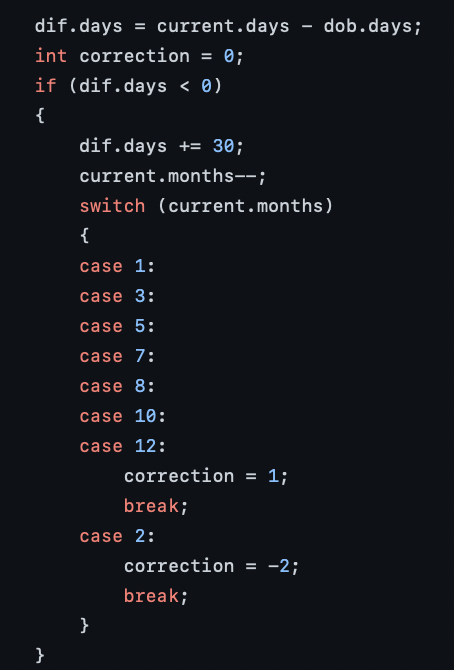 dif.days = current.days - dob.days;
int correction = 0;
if (dif.days < 0)
{
    dif.days += 30;
    current.months--;
    switch (current.months)
    {
    case 1:
    case 3:
    case 5:
    case 7:
    case 8:
    case 10:
    case 12:
        correction = 1;
        break;
    case 2:
        correction = -2;
        break;
    }
}